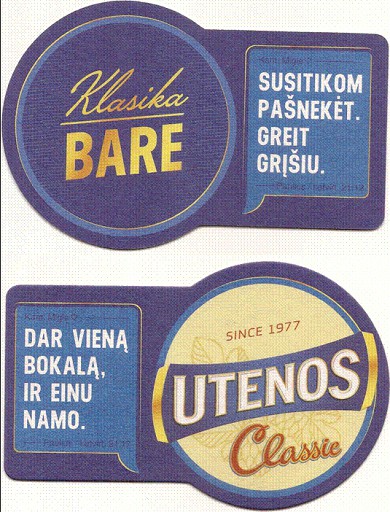 Klasika
BARE
SUSITIKOM
PAŠNEKĖT.
GREIT
GRĮŠIU.
DAR VIENĄ
BOKALĄ,
IR EINU
NAMO.
SINCE 1977
UTENOS
Classic